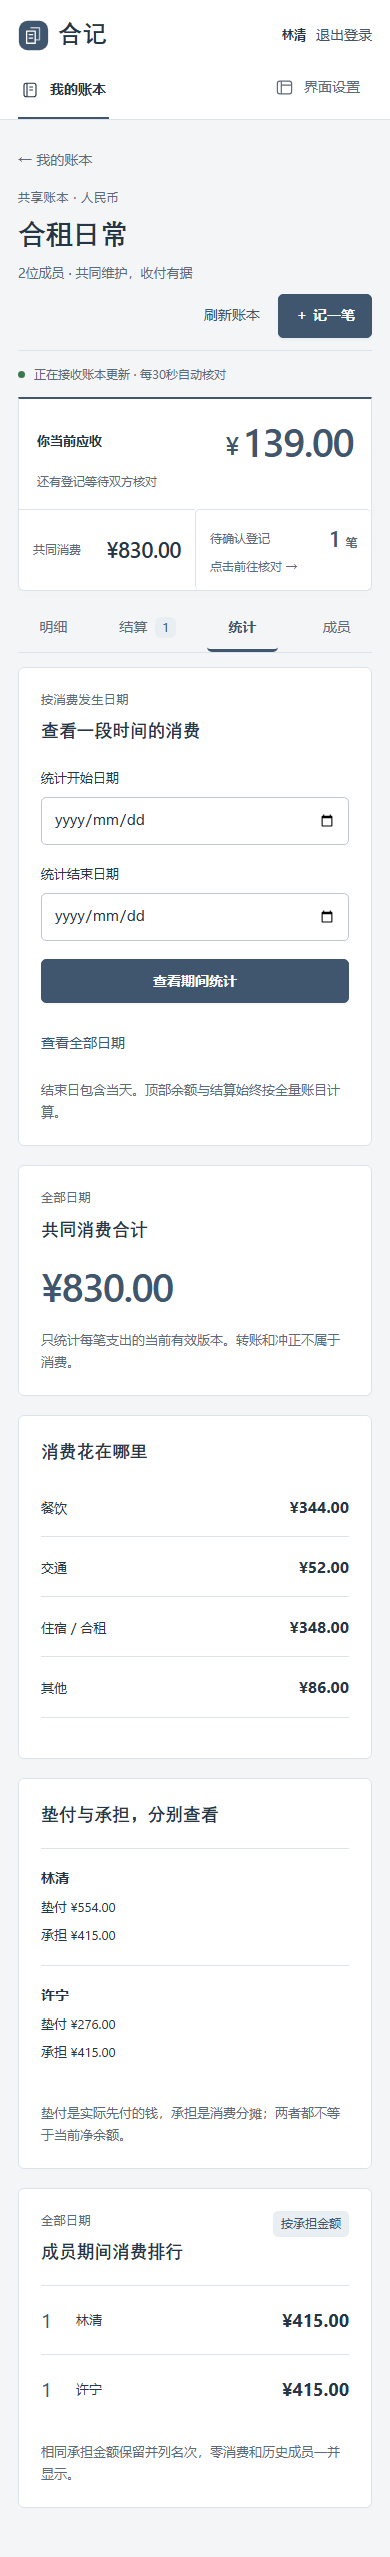 合记
林清 退出登录
我的账本
界面设置
← 我的账本
共享账本 · 人民币
合租日常
2位成员 · 共同维护，收付有据
刷新账本
+ 记一笔
正在接收账本更新 · 每30秒自动核对
你当前应收
¥139.00
还有登记等待双方核对
共同消费 ¥830.00
待确认登记 1 笔
点击前往核对 →
明细 结算 1 统计 成员
按消费发生日期
查看一段时间的消费
统计开始日期
yyyy/mm/dd
统计结束日期
yyyy/mm/dd
查看期间统计
查看全部日期
结束日包含当天。顶部余额与结算始终按全量账目计
算。
全部日期
共同消费合计
¥830.00
只统计每笔支出的当前有效版本。转账和冲正不属于
消费。
消费花在哪里
餐饮 ¥344.00
交通 ¥52.00
住宿 / 合租 ¥348.00
其他 ¥86.00
垫付与承担，分别查看
林清
垫付 ¥554.00
承担 ¥415.00
许宁
垫付 ¥276.00
承担 ¥415.00
垫付是实际先付的钱，承担是消费分摊；两者都不等
于当前净余额。
全部日期
按承担金额
成员期间消费排行
1 林清 ¥415.00
1 许宁 ¥415.00
相同承担金额保留并列名次，零消费和历史成员一并
显示。